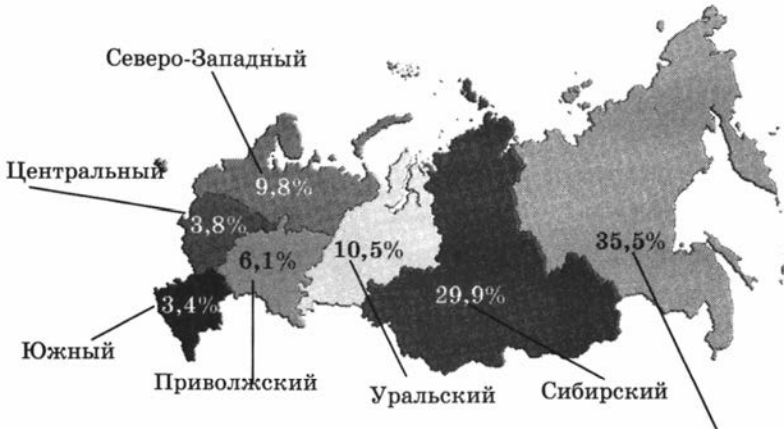 Северо-Западный
Центральный
9,8%
3,8%
6,1%
10,5%
35,5%
3,4%
29,9%
Южный
Приволжский
Уральский
Сибирский